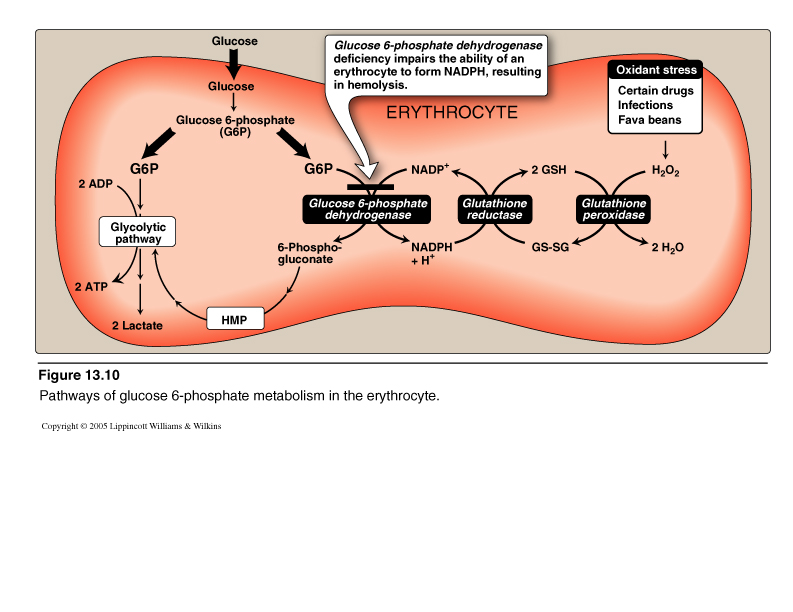 Glucose
Glucose 6-phosphate dehydrogenase
deficiency impairs the ability of an
erythrocyte to form NADPH, resulting
in hemolysis.
Oxidant stress
Certain drugs
Infections
Fava beans
Glucose
ERYTHROCYTE
Glucose 6-phosphate
(G6P)
G6P
G6P
NADP⁺
2 GSH
H₂O₂
2 ADP
Glucose 6-phosphate
dehydrogenase
Glutathione
reductase
Glutathione
peroxidase
Glycolytic
pathway
6-Phospho-
gluconate
NADPH
+ H⁺
GS-SG
2 H₂O
2 ATP
HMP
2 Lactate
Figure 13.10
Pathways of glucose 6-phosphate metabolism in the erythrocyte.
Copyright © 2005 Lippincott Williams & Wilkins